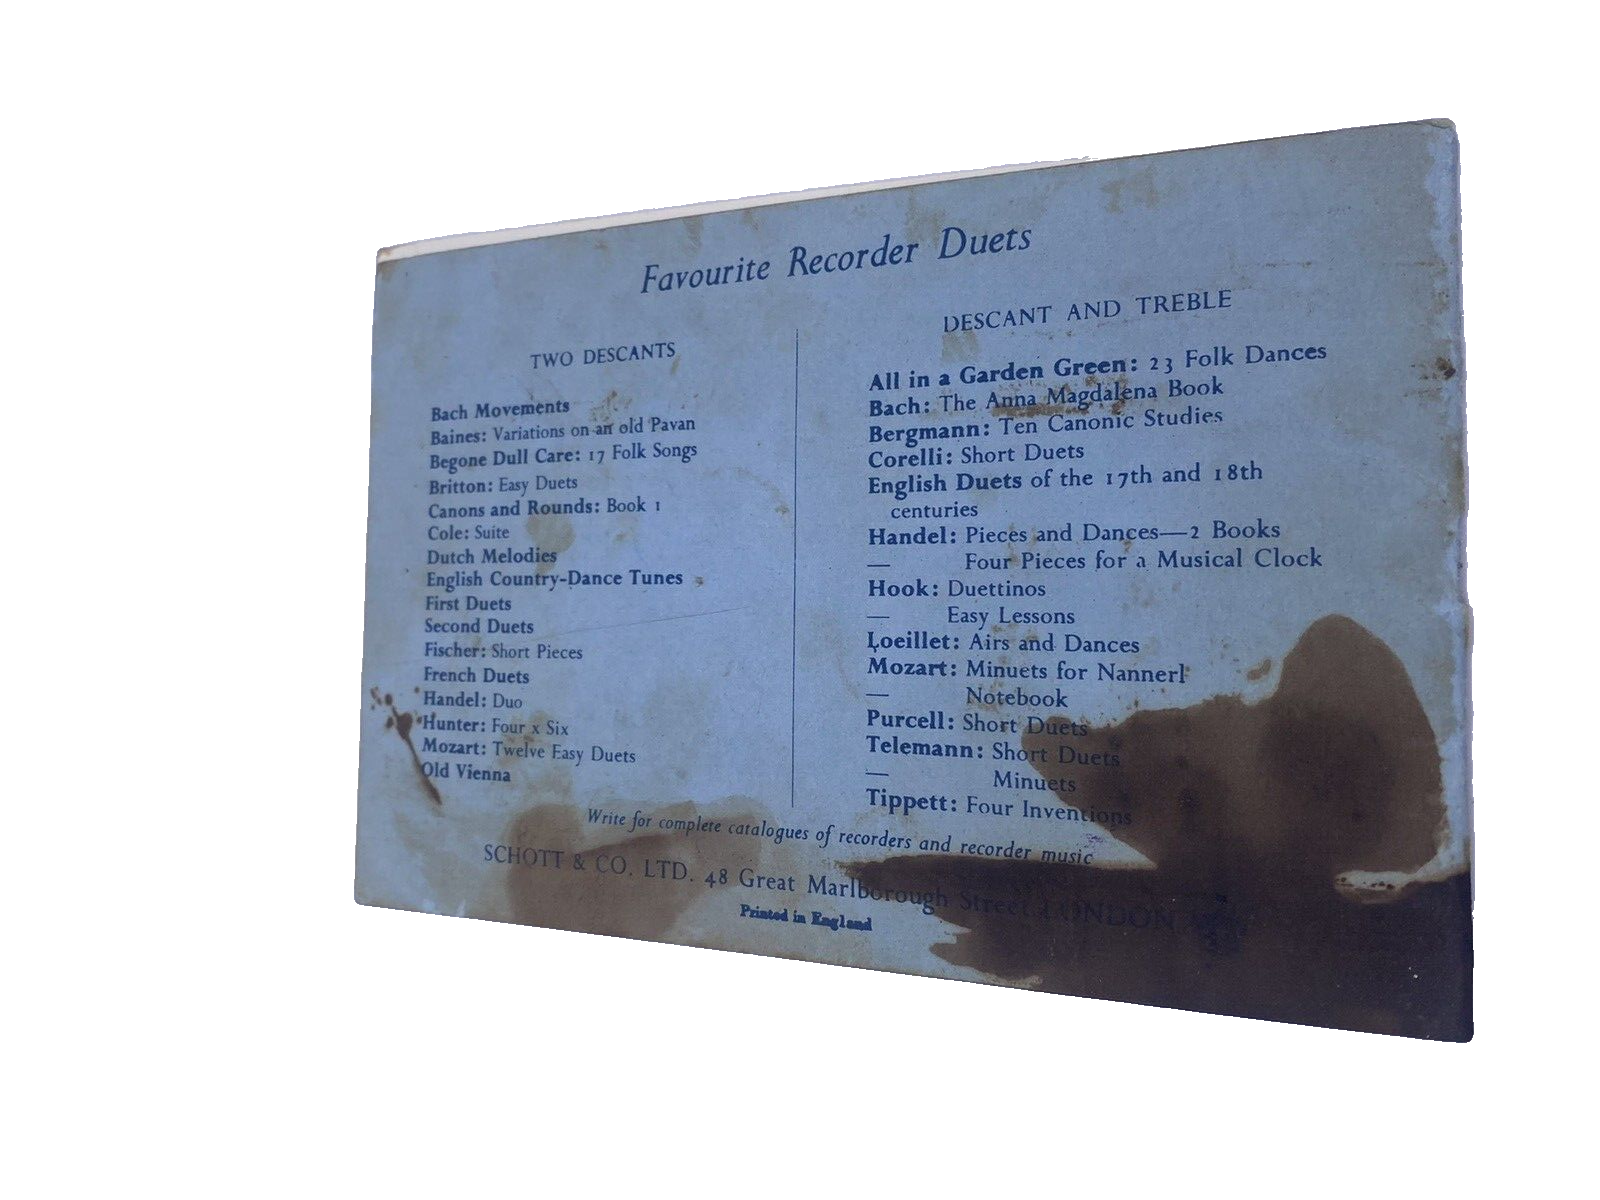 Favourite Recorder Duets
TWO DESCANTS
Bach Movements
Baines: Variations on an old Pavan
Begone Dull Care: 17 Folk Songs
Britton: Easy Duets
Canons and Rounds: Book 1
Cole: Suite
Dutch Melodies
English Country-Dance Tunes
First Duets
Second Duets
Fischer: Short Pieces
French Duets
Handel: Duo
Hunter: Four x Six
Mozart: Twelve Easy Duets
Old Vienna
DESCANT AND TREBLE
All in a Garden Green: 23 Folk Dances
Bach: The Anna Magdalena Book
Bergmann: Ten Canonic Studies
Corelli: Short Duets
English Duets of the 17th and 18th
centuries
Handel: Pieces and Dances—2 Books
— Four Pieces for a Musical Clock
Hook: Duettinos
— Easy Lessons
Loeillet: Airs and Dances
Mozart: Minuets for Nannerl
— Notebook
Purcell: Short Duets
Telemann: Short Duets
— Minuets
Tippett: Four Inventions
Write for complete catalogues of recorders and recorder music
SCHOTT & CO. LTD. 48 Great Marlborough Street LONDON
Printed in England